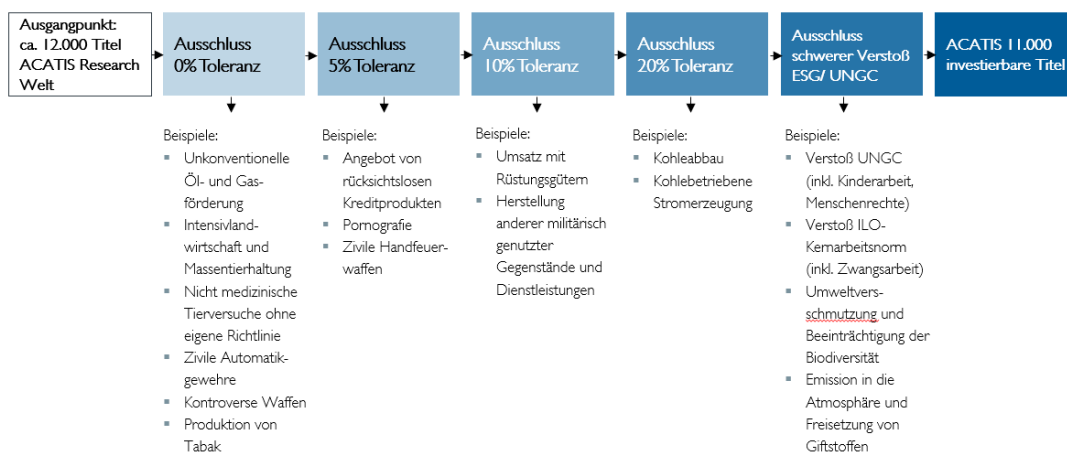 Ausgangpunkt:
ca. 12.000 Titel
ACATIS Research
Welt
Ausschluss
0% Toleranz
Ausschluss
5% Toleranz
Ausschluss
10% Toleranz
Ausschluss
20% Toleranz
Ausschluss
schwerer Verstoß
ESG/ UNGC
ACATIS 11.000
investierbare Titel
Beispiele:
Unkonventionelle
Öl- und Gas-
förderung
Intensivland-
wirtschaft und
Massentierhaltung
Nicht medizinische
Tierversuche ohne
eigene Richtlinie
Zivile Automatik-
gewehre
Kontroverse Waffen
Produktion von
Tabak
Beispiele:
Angebot von
rücksichtslosen
Kreditprodukten
Pornografie
Zivile Handfeuer-
waffen
Beispiele:
Umsatz mit
Rüstungsgütern
Herstellung
anderer militärisch
genutzter
Gegenstände und
Dienstleistungen
Beispiele:
Kohleabbau
Kohlebetriebene
Stromerzeugung
Beispiele:
Verstoß UNGC
(inkl. Kinderarbeit,
Menschenrechte)
Verstoß ILO-
Kernarbeitsnorm
(inkl. Zwangsarbeit)
Umweltvers-
schmutzung und
Beeinträchtigung der
Biodiversität
Emission in die
Atmosphäre und
Freisetzung von
Giftstoffen